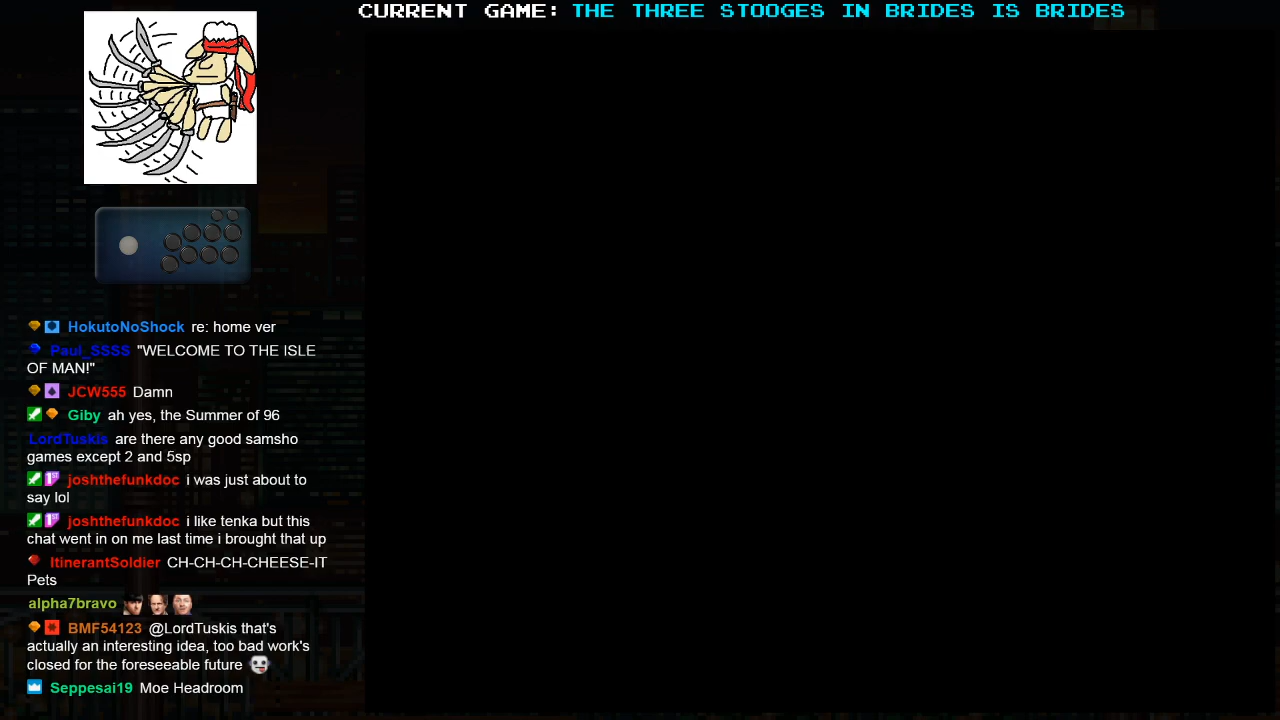 CURRENT GAME: THE THREE STOOGES IN BRIDES IS BRIDES
HokutoNoShock re: home ver
Paul_SSSS "WELCOME TO THE ISLE
OF MAN!"
JCW555 Damn
Giby ah yes, the Summer of 96
LordTuskis are there any good samsho
games except 2 and 5sp
joshthefunkdoc i was just about to
say lol
joshthefunkdoc i like tenka but this
chat went in on me last time i brought that up
ItinerantSoldier CH-CH-CH-CHEESE-IT
Pets
alpha7bravo
BMF54123 @LordTuskis that's
actually an interesting idea, too bad work's
closed for the foreseeable future
Seppesai19 Moe Headroom